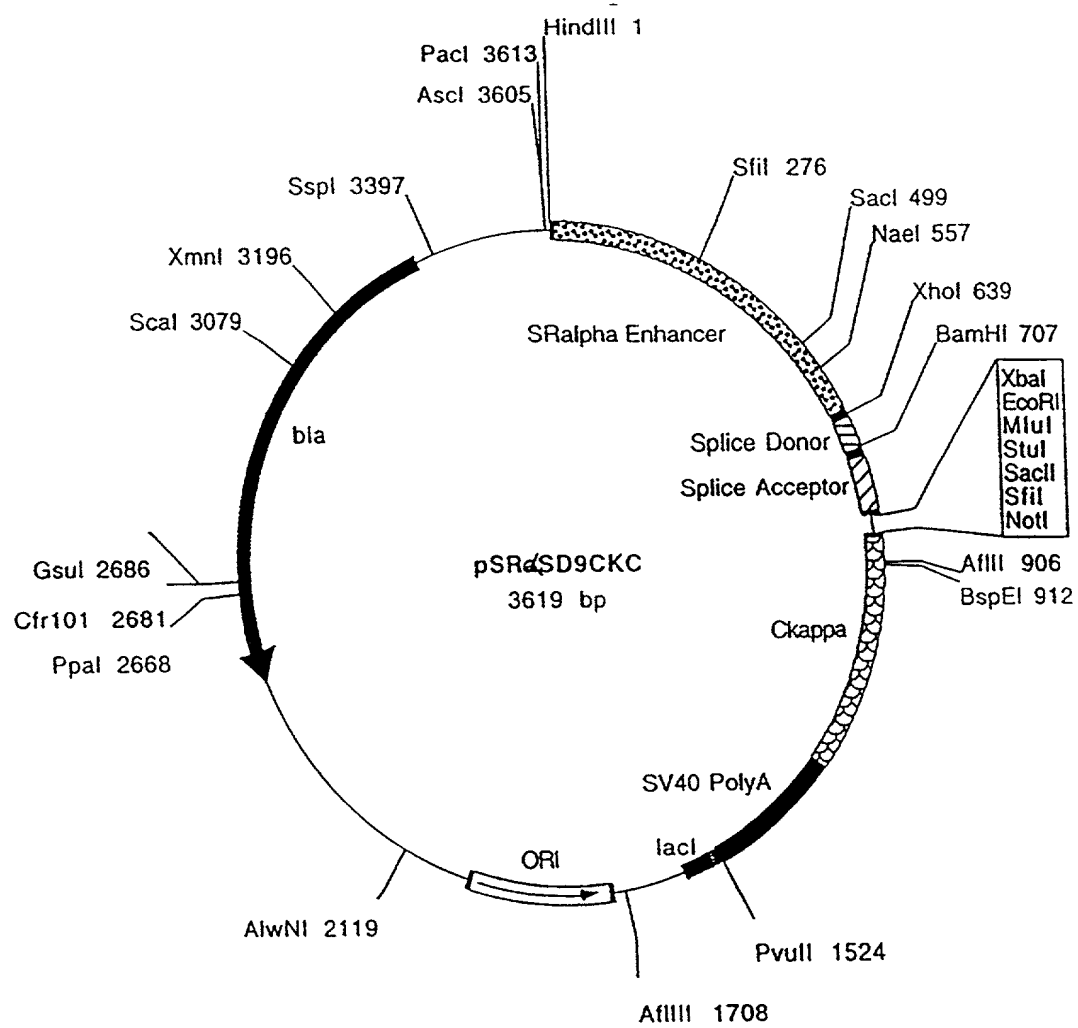 HindIII 1
PacI 3613
AscI 3605
SspI 3397
SfiI 276
SacI 499
NaeI 557
XmnI 3196
XhoI 639
ScaI 3079
SRalpha Enhancer
BamHI 707
XbaI
EcoRI
MluI
StuI
SacII
SfiI
NotI
bla
Splice Donor
Splice Acceptor
pSRαSD9CKC
3619 bp
GsuI 2686
AflII 906
BspEI 912
Cfr101 2681
Ckappa
PpaI 2668
SV40 PolyA
lacI
ORI
AlwNI 2119
PvuII 1524
AflIII 1708